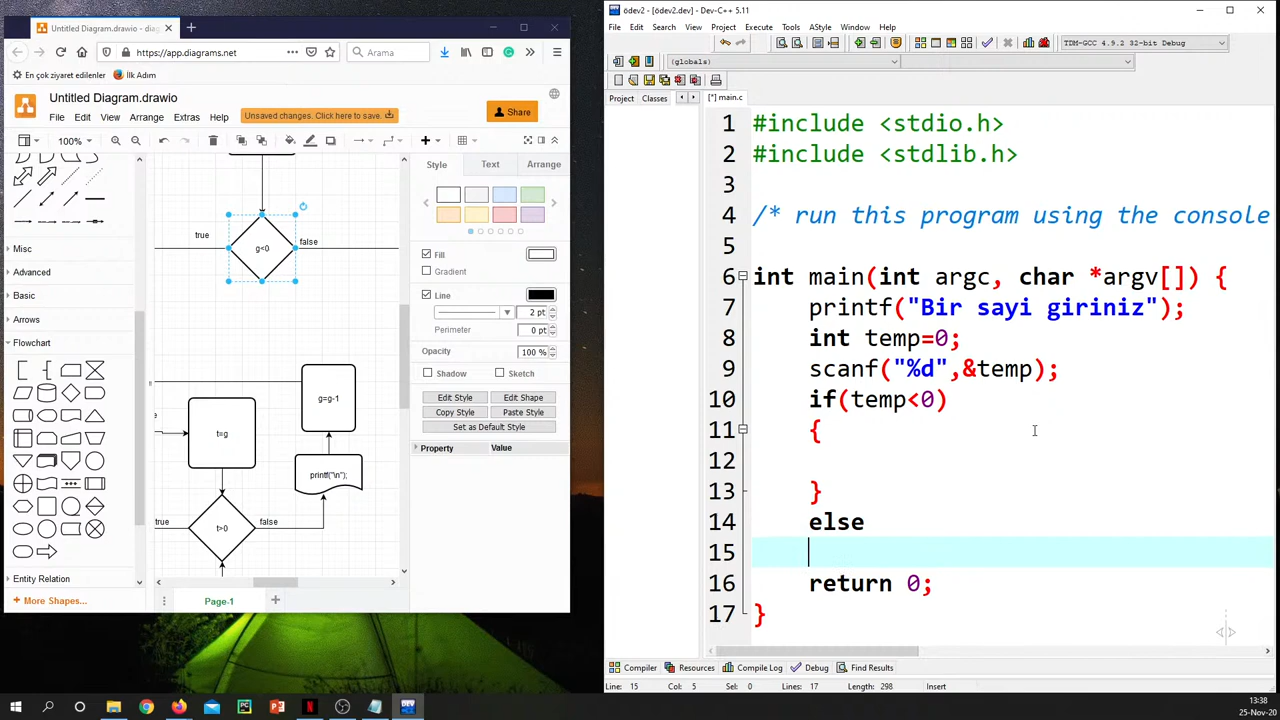 Untitled Diagram.drawio - diag
https://app.diagrams.net
Arama
En çok ziyaret edilenler
İlk Adım
Untitled Diagram.drawio
File Edit View Arrange Extras Help
Unsaved changes. Click here to save.
Share
100%
Style Text Arrange
Misc
Advanced
Basic
Arrows
Flowchart
Entity Relation
+ More Shapes...
true
g<0
false
g=g-1
t=g
printf("\n");
true
t>0
false
Fill
Gradient
Line
2 pt
Perimeter
0 pt
Opacity
100 %
Shadow
Sketch
Edit Style
Edit Shape
Copy Style
Paste Style
Set as Default Style
Property
Value
Page-1
ödev2 - [ödev2.dev] - Dev-C++ 5.11
File Edit Search View Project Execute Tools AStyle Window Help
TDM-GCC 4.9.2 32-bit Debug
(globals)
Project Classes
[*] main.c
1 #include <stdio.h>
2 #include <stdlib.h>
3
4 /* run this program using the console
5
6 int main(int argc, char *argv[]) {
7 printf("Bir sayi giriniz");
8 int temp=0;
9 scanf("%d",&temp);
10 if(temp<0)
11 {
12
13 }
14 else
15
16 return 0;
17 }
Compiler Resources Compile Log Debug Find Results
Line: 15 Col: 5 Sel: 0 Lines: 17 Length: 298 Insert
13:38
25-Nov-20